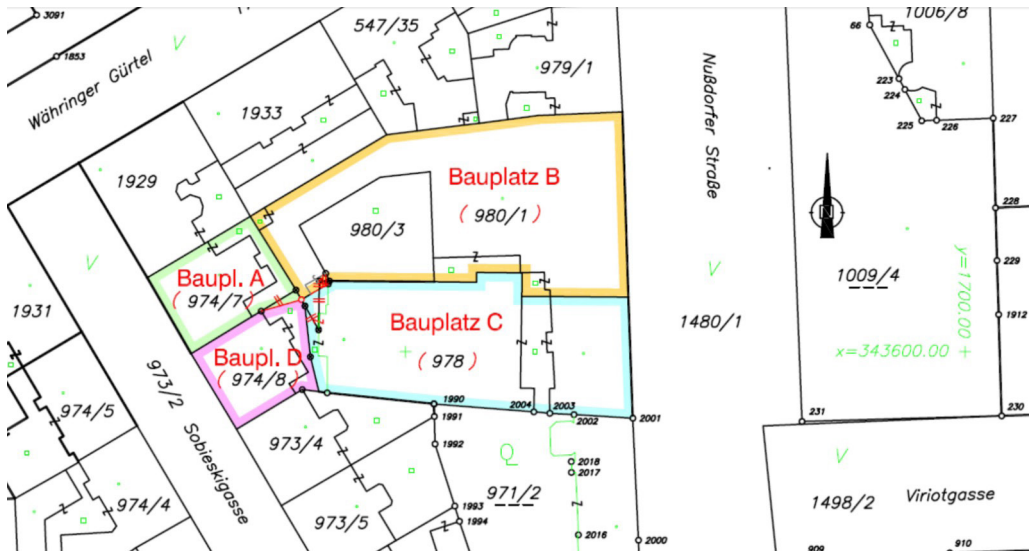 3091
547/35
66
1006/8
1853
V
Währinger Gürtel
979/1
Nußdorfer Straße
223
224
1933
225
226
227
1929
Bauplatz B
( 980/1 )
980/3
228
V
V
Baupl. A
( 974/7 )
1009/4
229
y=1700.00 +
1931
Bauplatz C
1480/1
1912
Baupl. D
( 978 )
x=343600.00
( 974/8 )
973/2
974/5
1990
2004
2003
2002
2001
231
230
1991
973/4
1992
Q
V
Sobieskigasse
2018
2017
974/4
971/2
1498/2
Viriotgasse
973/5
1993
1994
2016
2000
909
910